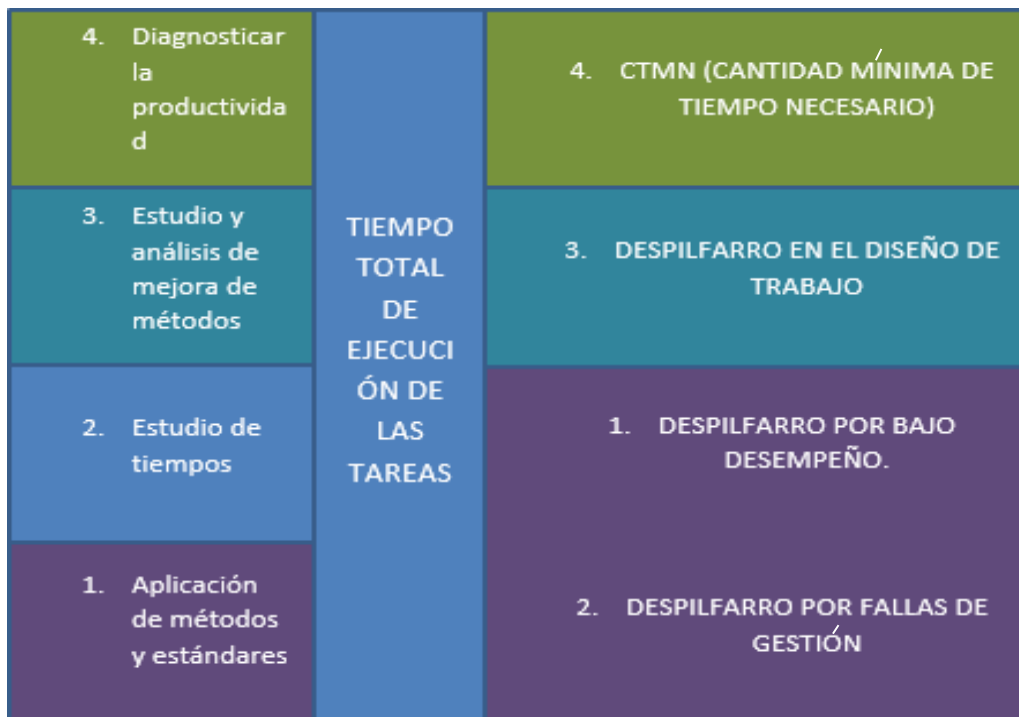 4. Diagnosticar
la
productivida
d
3. Estudio y
análisis de
mejora de
métodos
2. Estudio de
tiempos
1. Aplicación
de métodos
y estándares
TIEMPO
TOTAL
DE
EJECUCI
ÓN DE
LAS
TAREAS
4. CTMN (CANTIDAD MÍNIMA DE
TIEMPO NECESARIO)
3. DESPILFARRO EN EL DISEÑO DE
TRABAJO
1. DESPILFARRO POR BAJO
DESEMPEÑO.
2. DESPILFARRO POR FALLAS DE
GESTIÓN